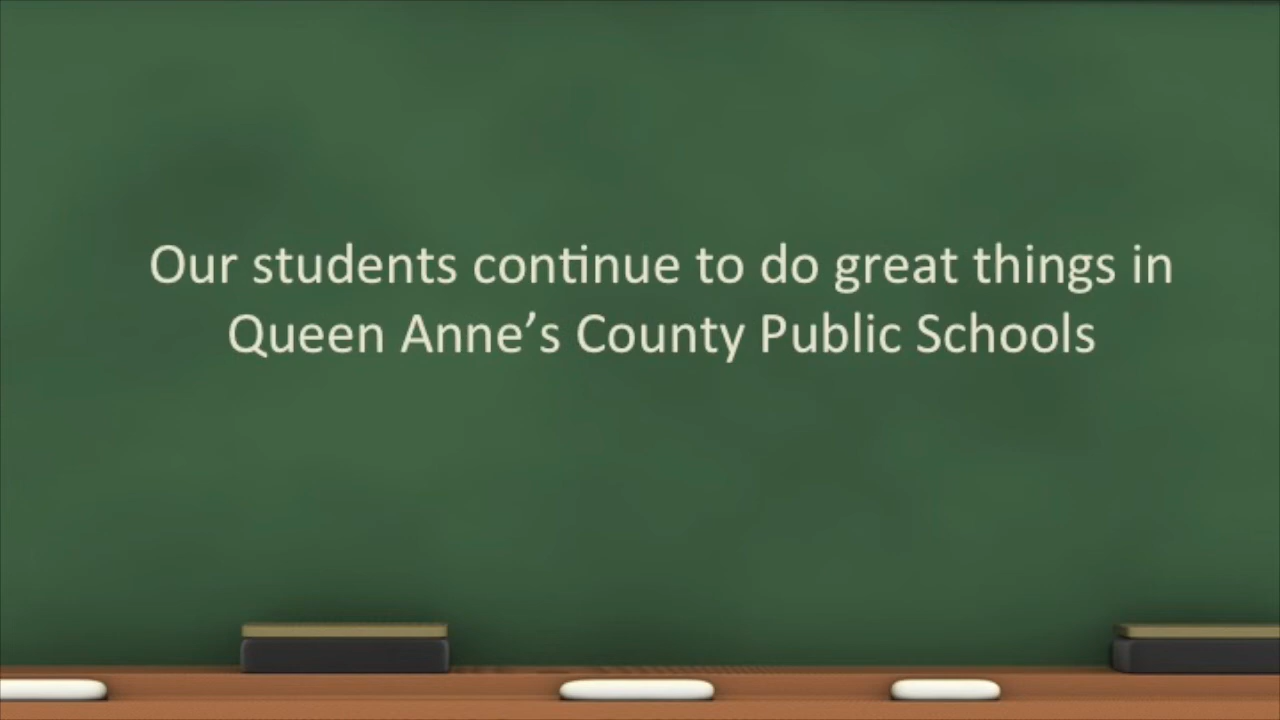 Our students continue to do great things in
Queen Anne’s County Public Schools